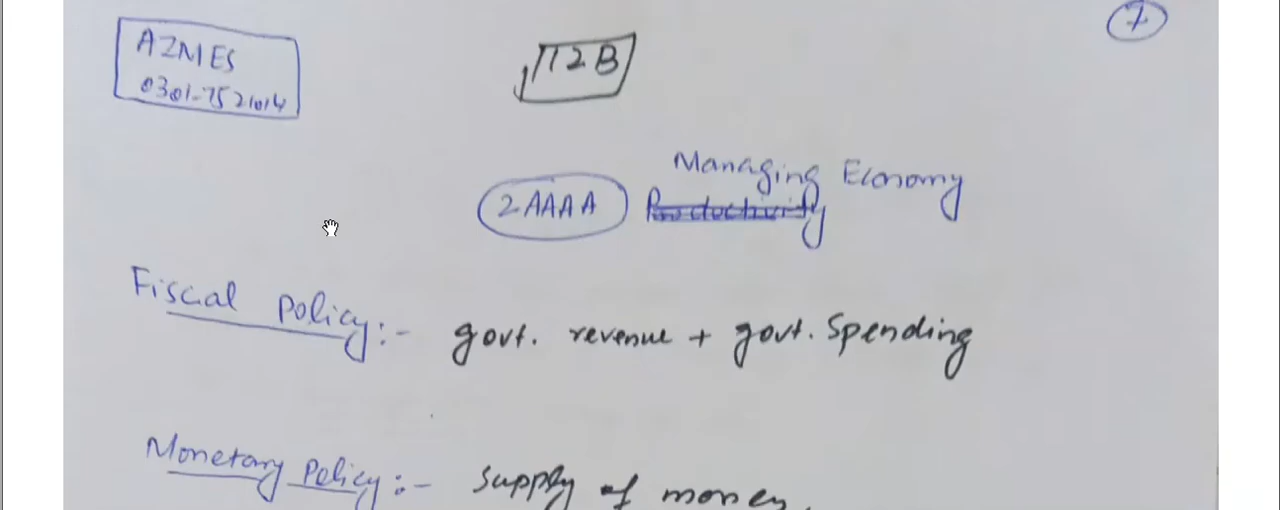 AZMES
0301-7521014
112B
7
Managing Economy
2AAAA Productivity
Fiscal Policy:- govt. revenue + govt. Spending
Monetary Policy:- Supply of money.